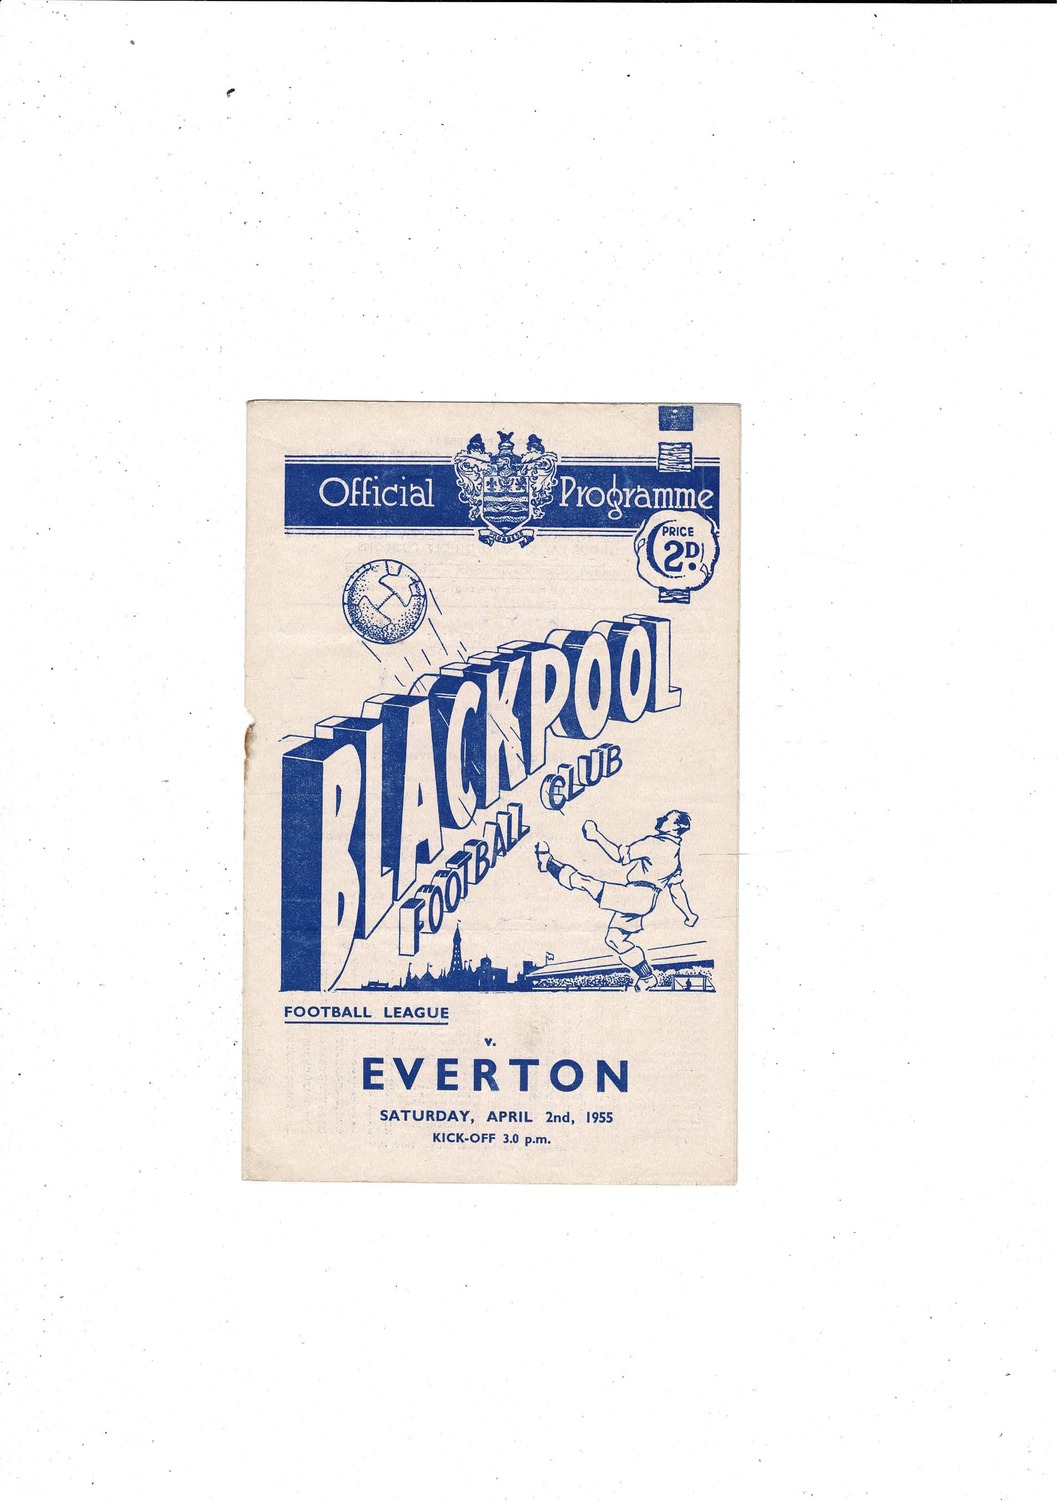 Official Programme
PRICE
2D.
BLACKPOOL
FOOTBALL CLUB
FOOTBALL LEAGUE
v.
EVERTON
SATURDAY, APRIL 2nd, 1955
KICK-OFF 3.0 p.m.